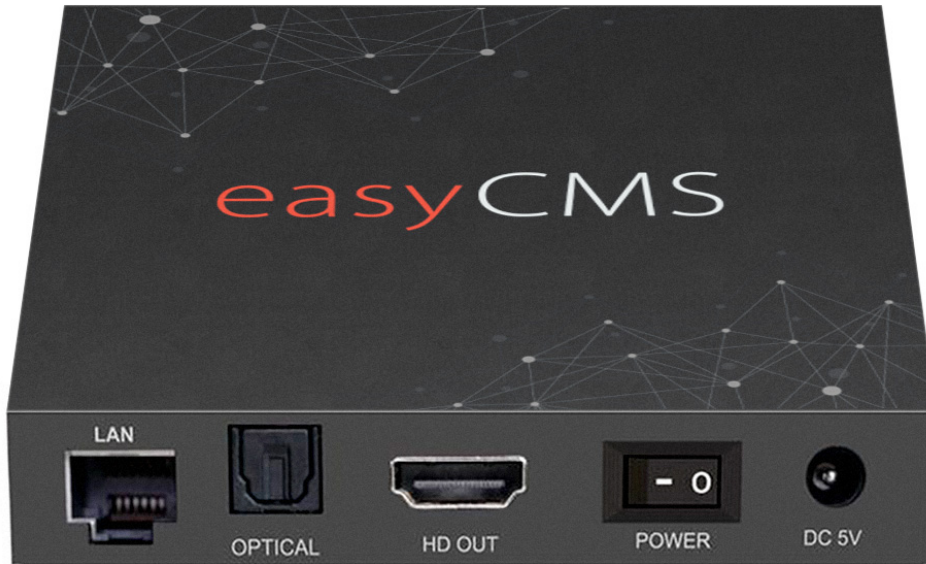 easyCMS
LAN
OPTICAL
HD OUT
- O
POWER
DC 5V